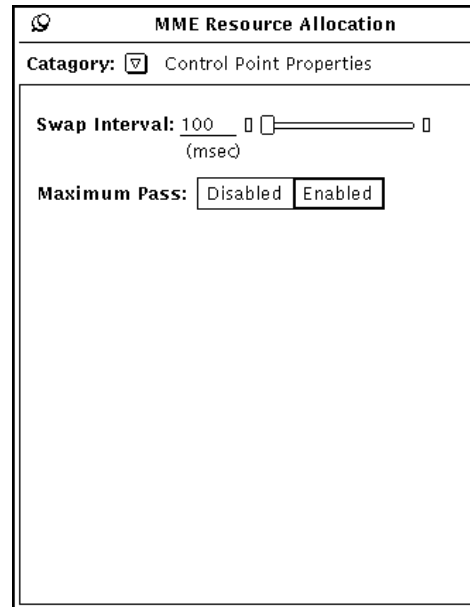 MME Resource Allocation
Catagory: Control Point Properties
Swap Interval: 100
(msec)
Maximum Pass: Disabled Enabled